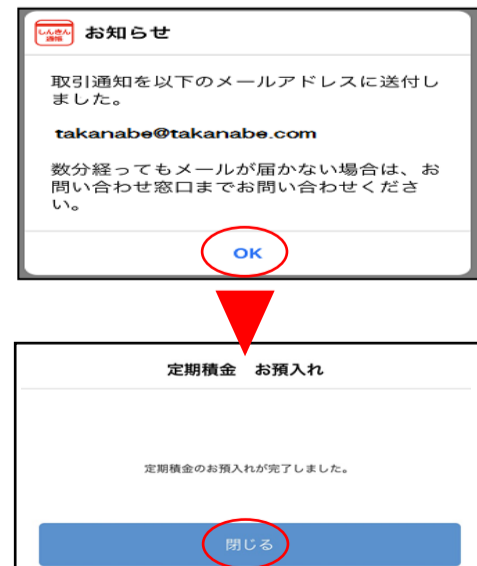 しんきん
通帳
お知らせ
取引通知を以下のメールアドレスに送付し
ました。
takanabe@takanabe.com
数分経ってもメールが届かない場合は、お
問い合わせ窓口までお問い合わせくださ
い。
OK
定期積金　お預入れ
定期積金のお預入れが完了しました。
閉じる